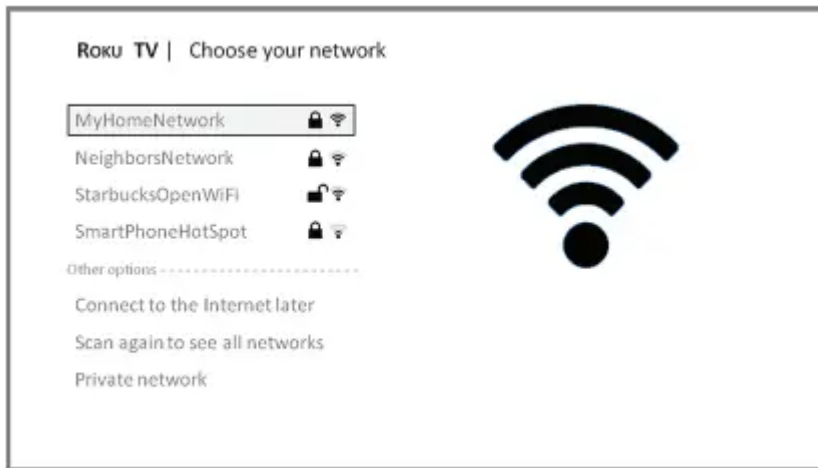 Roku TV | Choose your network
MyHomeNetwork
NeighborsNetwork
StarbucksOpenWiFi
SmartPhoneHotSpot
Other options
Connect to the Internet later
Scan again to see all networks
Private network